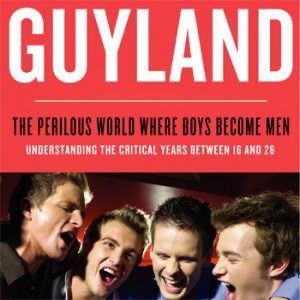 GUYLAND
THE PERILOUS WORLD WHERE BOYS BECOME MEN
UNDERSTANDING THE CRITICAL YEARS BETWEEN 16 AND 26